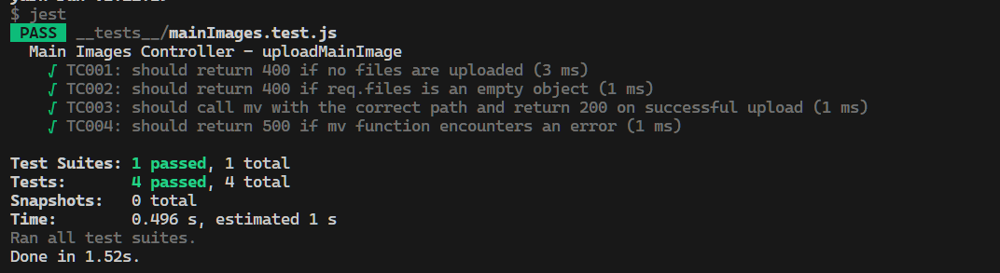 $ jest
PASS __tests__/mainImages.test.js
Main Images Controller – uploadMainImage
√ TC001: should return 400 if no files are uploaded (3 ms)
√ TC002: should return 400 if req.files is an empty object (1 ms)
√ TC003: should call mv with the correct path and return 200 on successful upload (1 ms)
√ TC004: should return 500 if mv function encounters an error (1 ms)
Test Suites: 1 passed, 1 total
Tests: 4 passed, 4 total
Snapshots: 0 total
Time: 0.496 s, estimated 1 s
Ran all test suites.
Done in 1.52s.